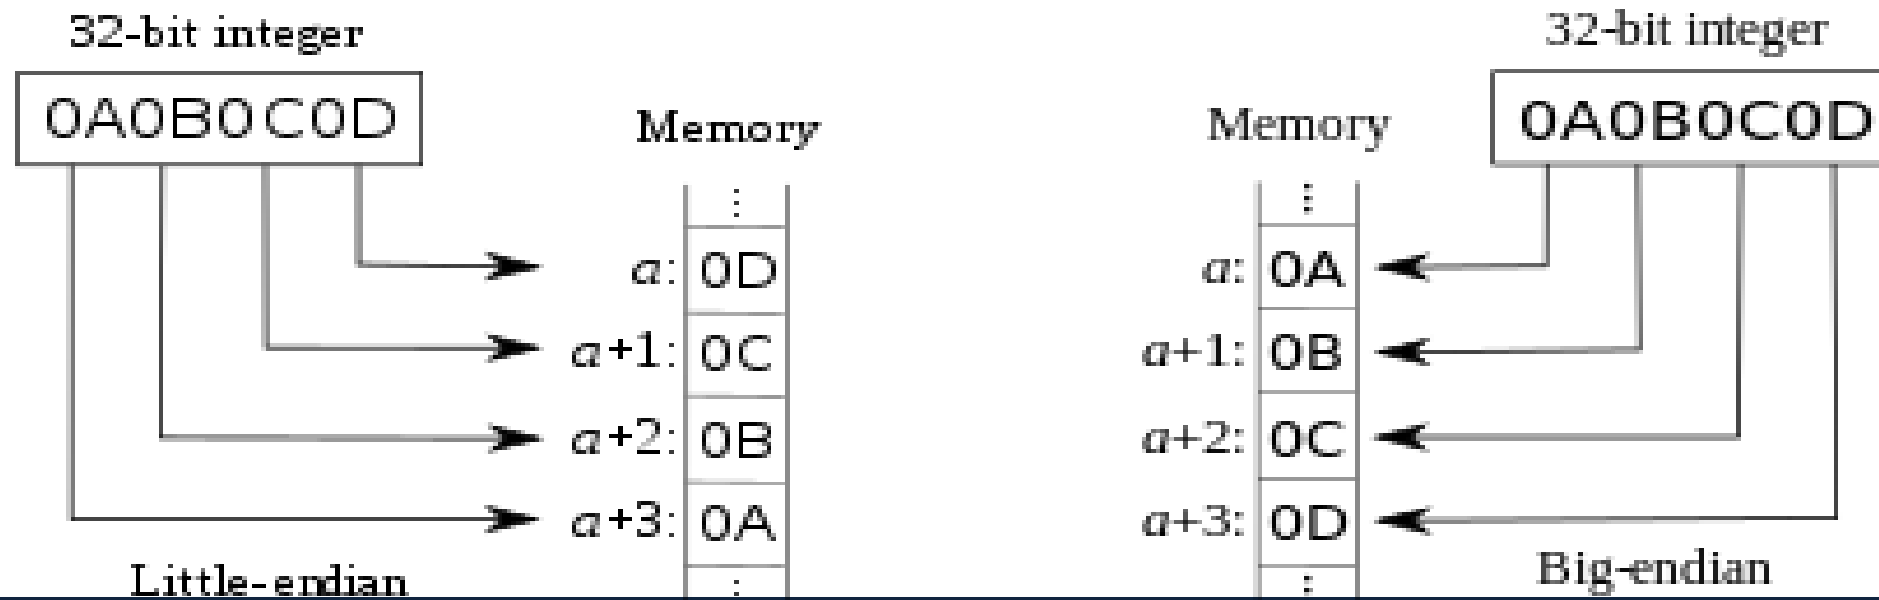 32-bit integer
0A0B0C0D
Memory
⋮
a: 0D
a+1: 0C
a+2: 0B
a+3: 0A
⋮
Little-endian
32-bit integer
0A0B0C0D
Memory
⋮
a: 0A
a+1: 0B
a+2: 0C
a+3: 0D
⋮
Big-endian